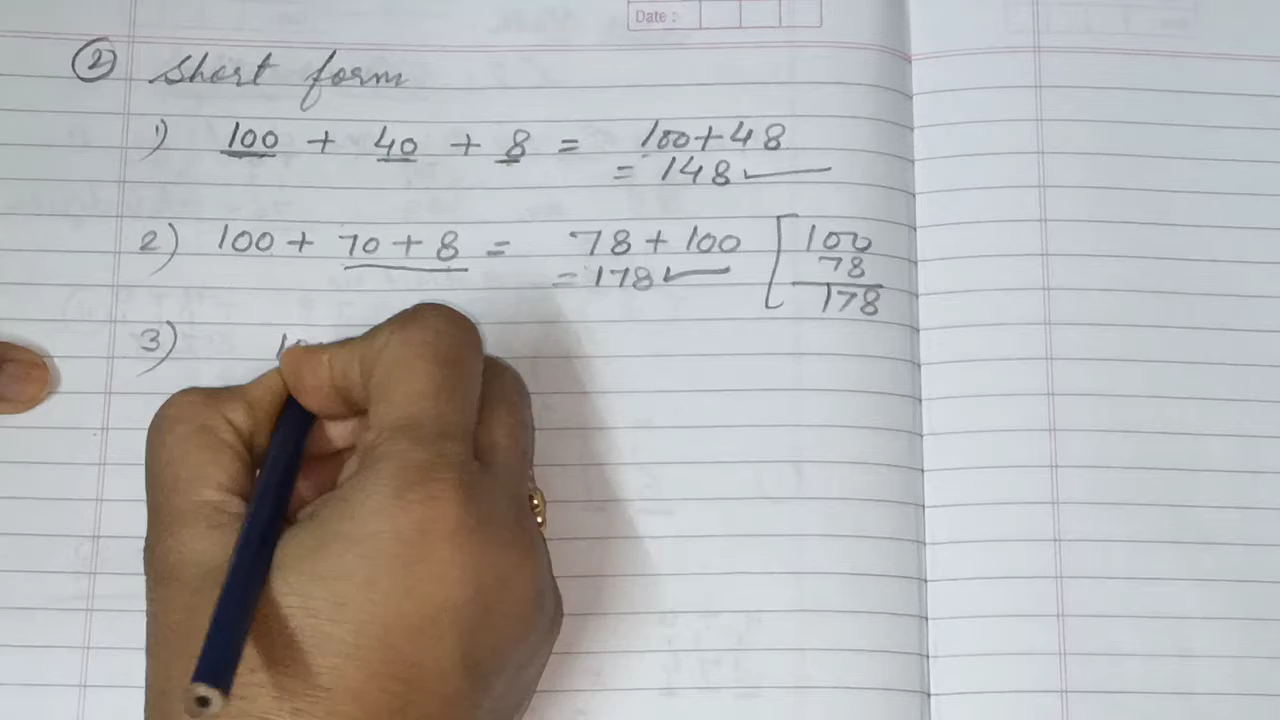 Date :
② Short form
1) 100 + 40 + 8 = 100+48
= 148
2) 100 + 70 + 8 = 78 + 100 [ 100
= 178 78
178
3) 100